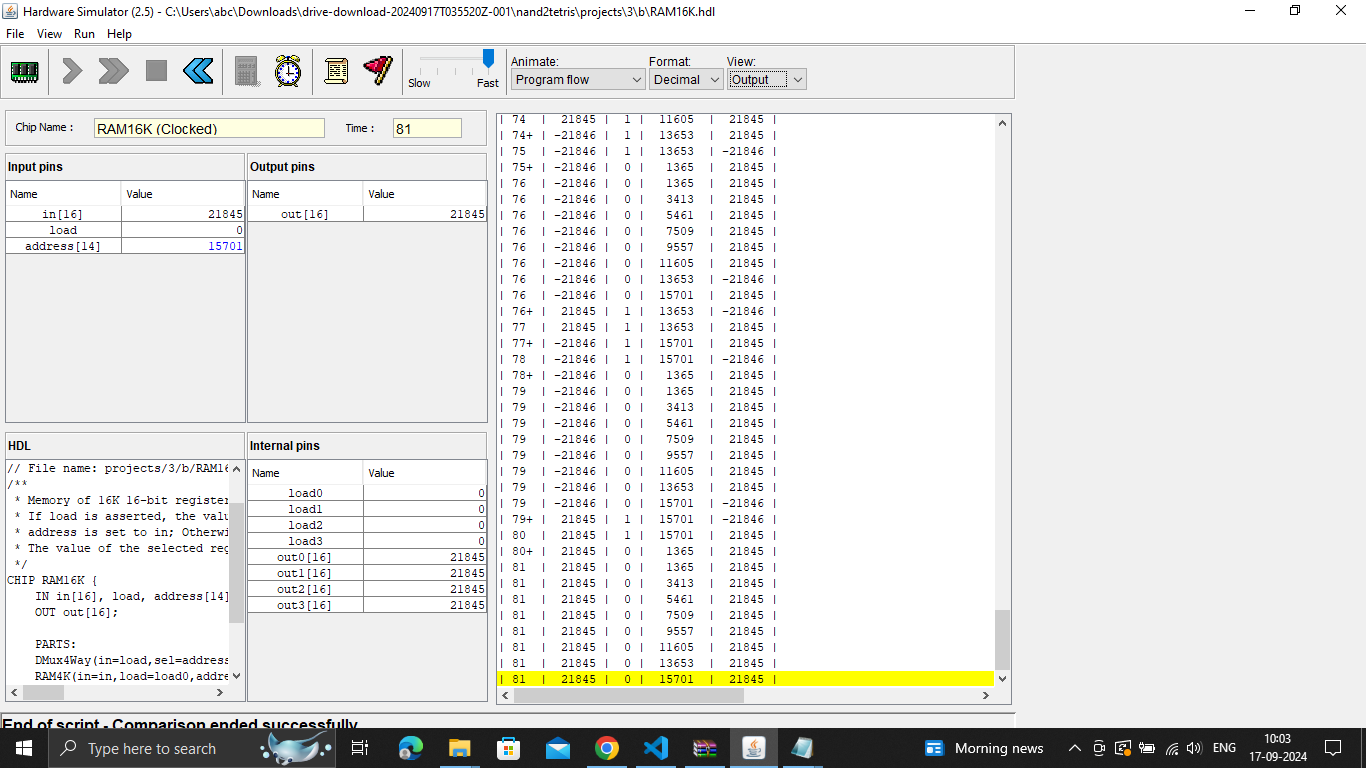 Hardware Simulator (2.5) - C:\Users\abc\Downloads\drive-download-20240917T035520Z-001\nand2tetris\projects\3\b\RAM16K.hdl
File View Run Help
Slow Fast
Animate: Format: View:
Program flow Decimal Output
Chip Name : RAM16K (Clocked) Time : 81
Input pins
Name Value
in[16] 21845
load 0
address[14] 15701
Output pins
Name Value
out[16] 21845
HDL
// File name: projects/3/b/RAM16
/**
* Memory of 16K 16-bit register
* If load is asserted, the valu
* address is set to in; Otherwi
* The value of the selected reg
*/
CHIP RAM16K {
IN in[16], load, address[14]
OUT out[16];
PARTS:
DMux4Way(in=load,sel=address
RAM4K(in=in,load=load0,addre
Internal pins
Name Value
load0 0
load1 0
load2 0
load3 0
out0[16] 21845
out1[16] 21845
out2[16] 21845
out3[16] 21845
| 74 | 21845 | 1 | 11605 | 21845 |
| 74+ | -21846 | 1 | 13653 | 21845 |
| 75 | -21846 | 1 | 13653 | -21846 |
| 75+ | -21846 | 0 | 1365 | 21845 |
| 76 | -21846 | 0 | 1365 | 21845 |
| 76 | -21846 | 0 | 3413 | 21845 |
| 76 | -21846 | 0 | 5461 | 21845 |
| 76 | -21846 | 0 | 7509 | 21845 |
| 76 | -21846 | 0 | 9557 | 21845 |
| 76 | -21846 | 0 | 11605 | 21845 |
| 76 | -21846 | 0 | 13653 | -21846 |
| 76 | -21846 | 0 | 15701 | 21845 |
| 76+ | 21845 | 1 | 13653 | -21846 |
| 77 | 21845 | 1 | 13653 | 21845 |
| 77+ | -21846 | 1 | 15701 | 21845 |
| 78 | -21846 | 1 | 15701 | -21846 |
| 78+ | -21846 | 0 | 1365 | 21845 |
| 79 | -21846 | 0 | 1365 | 21845 |
| 79 | -21846 | 0 | 3413 | 21845 |
| 79 | -21846 | 0 | 5461 | 21845 |
| 79 | -21846 | 0 | 7509 | 21845 |
| 79 | -21846 | 0 | 9557 | 21845 |
| 79 | -21846 | 0 | 11605 | 21845 |
| 79 | -21846 | 0 | 13653 | 21845 |
| 79 | -21846 | 0 | 15701 | -21846 |
| 79+ | 21845 | 1 | 15701 | -21846 |
| 80 | 21845 | 1 | 15701 | 21845 |
| 80+ | 21845 | 0 | 1365 | 21845 |
| 81 | 21845 | 0 | 1365 | 21845 |
| 81 | 21845 | 0 | 3413 | 21845 |
| 81 | 21845 | 0 | 5461 | 21845 |
| 81 | 21845 | 0 | 7509 | 21845 |
| 81 | 21845 | 0 | 9557 | 21845 |
| 81 | 21845 | 0 | 11605 | 21845 |
| 81 | 21845 | 0 | 13653 | 21845 |
| 81 | 21845 | 0 | 15701 | 21845 |
End of script - Comparison ended successfully
Type here to search
Morning news
ENG
10:03
17-09-2024